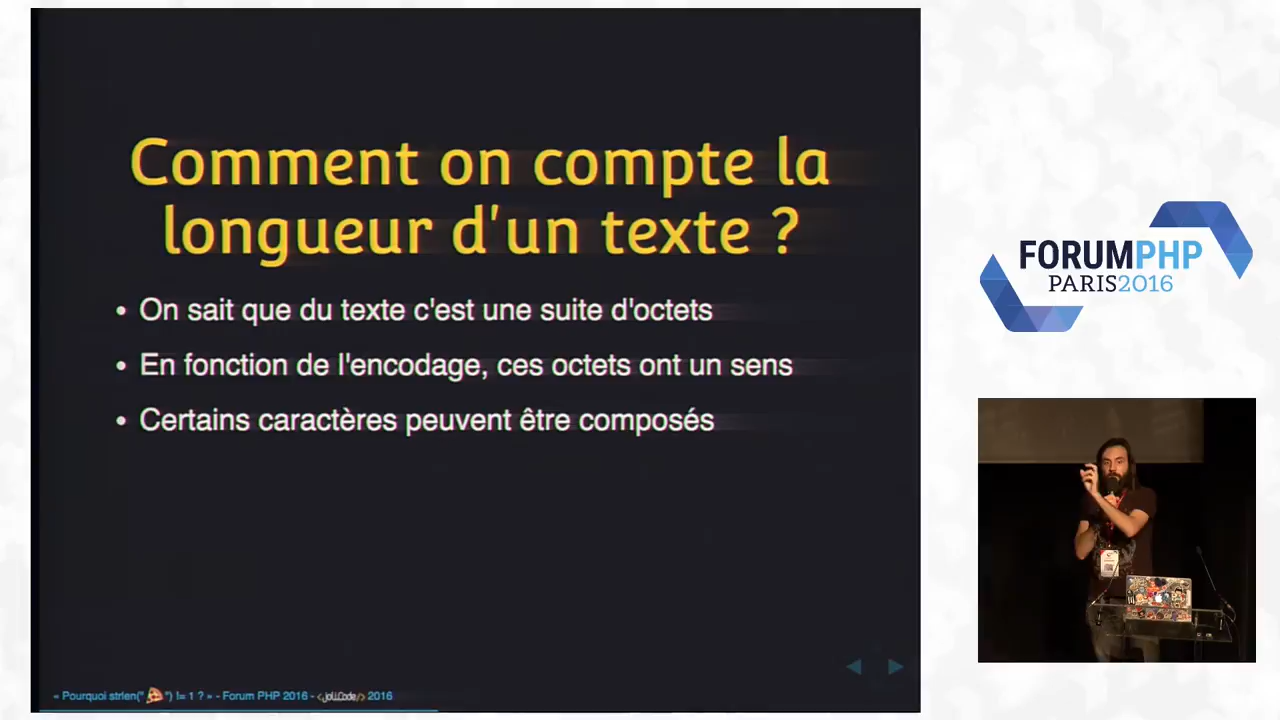 Comment on compte la
longueur d'un texte ?
• On sait que du texte c'est une suite d'octets
• En fonction de l'encodage, ces octets ont un sens
• Certains caractères peuvent être composés
« Pourquoi strlen("🍕") != 1 ? » - Forum PHP 2016 - <JoliCode/> 2016
FORUMPHP
PARIS2016